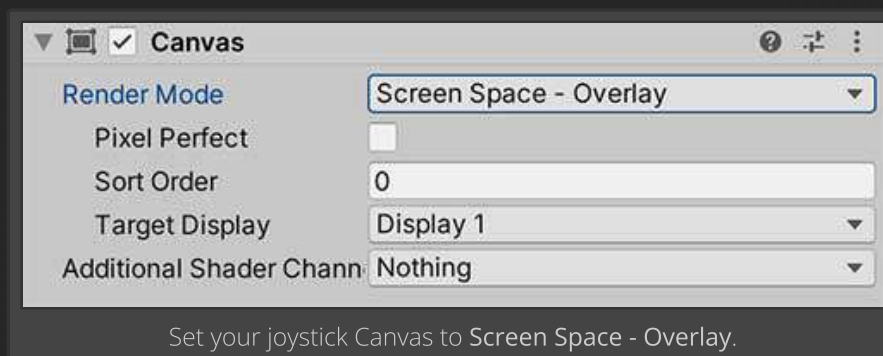 Canvas
Render Mode Screen Space - Overlay
Pixel Perfect
Sort Order 0
Target Display Display 1
Additional Shader Chann Nothing
Set your joystick Canvas to Screen Space - Overlay.